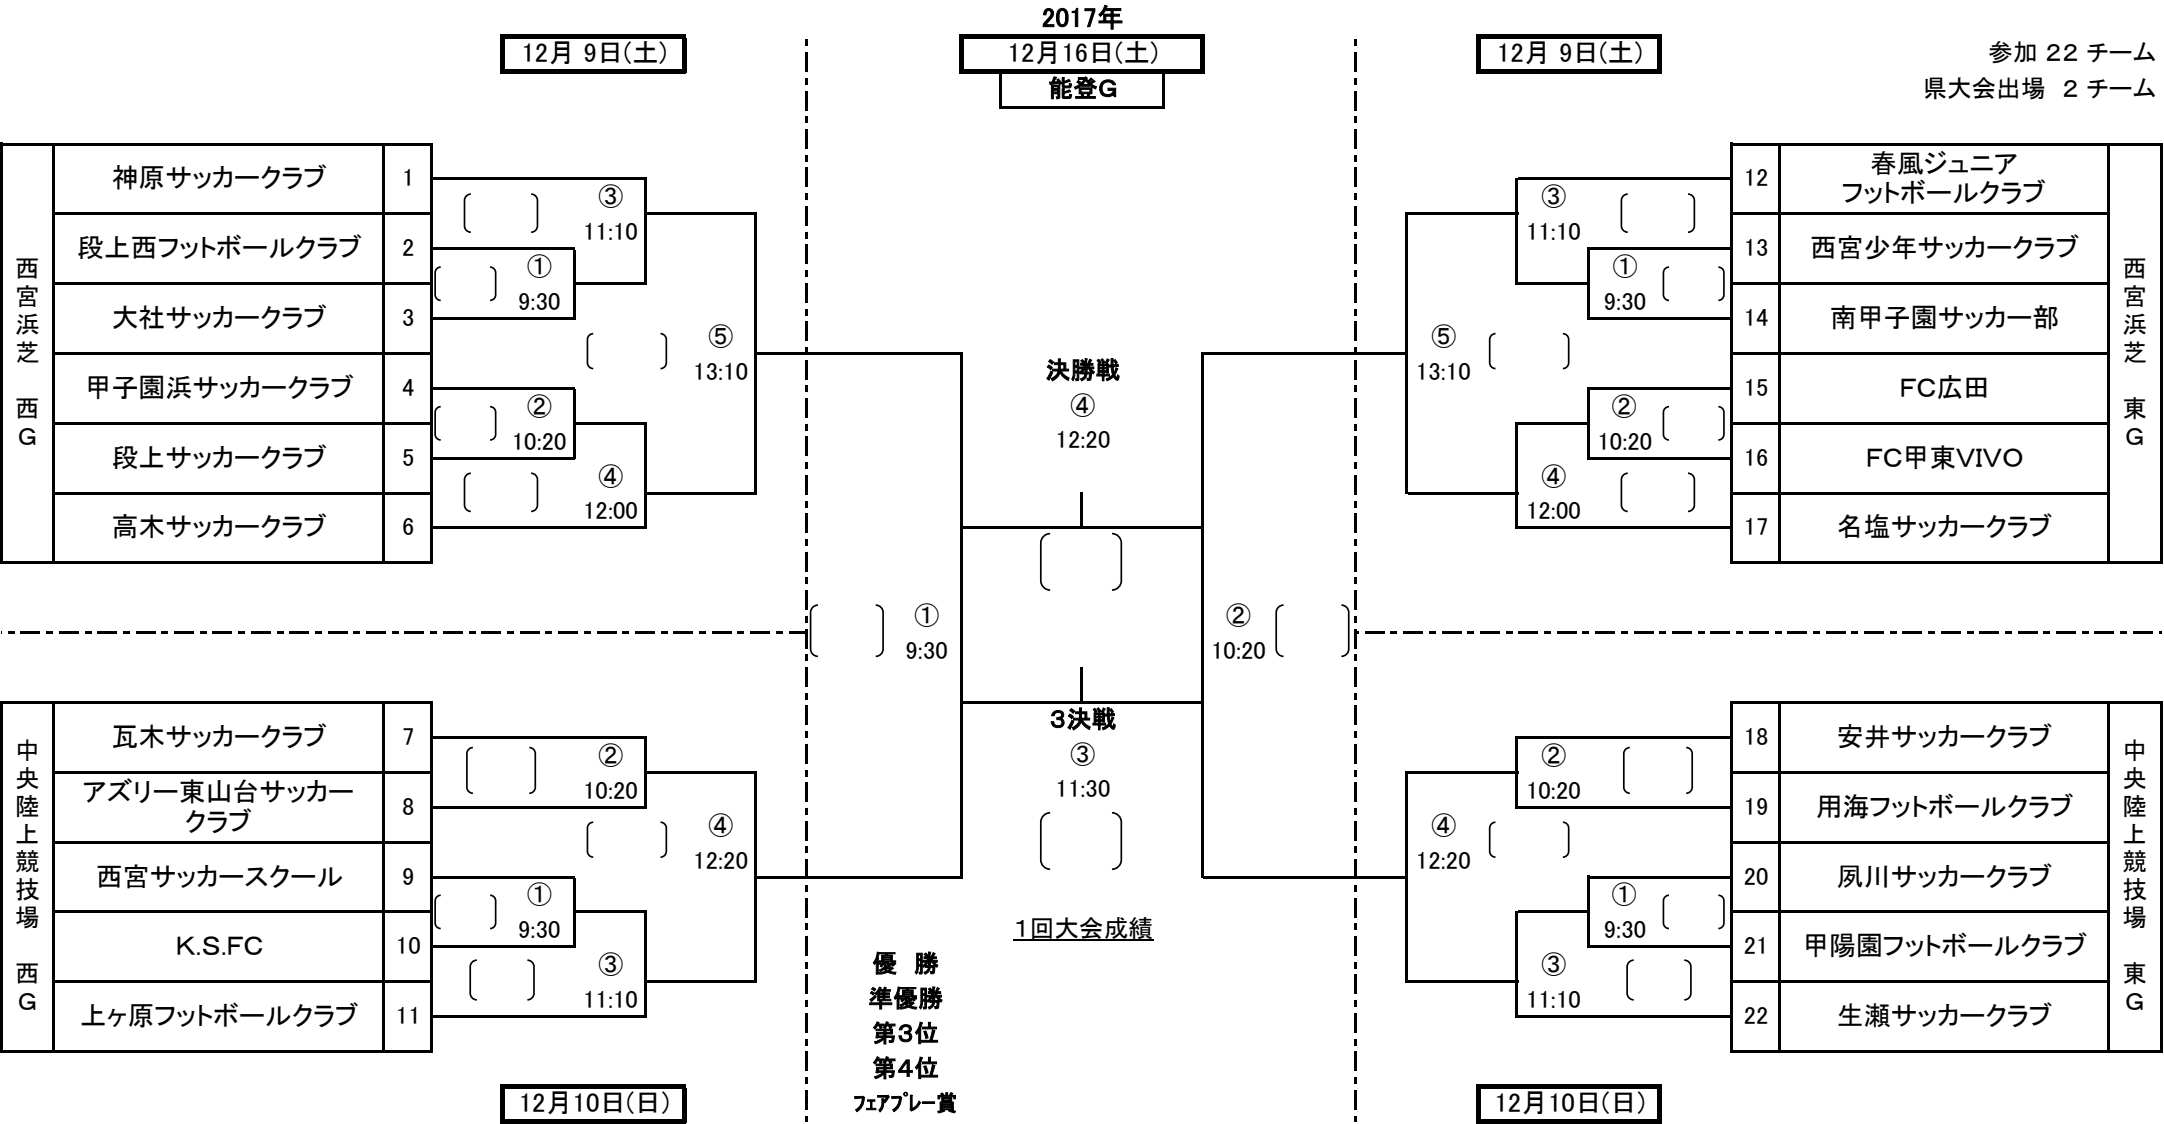 2017年
12月 9日(土)
12月16日(土)
12月 9日(土)
参加 22 チーム
能登G
県大会出場 2 チーム
西宮浜芝 西G
神原サッカークラブ 1
段上西フットボールクラブ 2
大社サッカークラブ 3
甲子園浜サッカークラブ 4
段上サッカークラブ 5
高木サッカークラブ 6
③
11:10
①
9:30
②
10:20
④
12:00
⑤
13:10
決勝戦
④
12:20
12 春風ジュニア
フットボールクラブ
13 西宮少年サッカークラブ
14 南甲子園サッカー部
15 FC広田
16 FC甲東VIVO
17 名塩サッカークラブ
西宮浜芝 東G
③
11:10
①
9:30
②
10:20
④
12:00
⑤
13:10
①
9:30
②
10:20
中央陸上競技場 西G
瓦木サッカークラブ 7
アズリー東山台サッカー
クラブ 8
西宮サッカースクール 9
K.S.FC 10
上ヶ原フットボールクラブ 11
②
10:20
①
9:30
③
11:10
④
12:20
3決戦
③
11:30
18 安井サッカークラブ
19 用海フットボールクラブ
20 夙川サッカークラブ
21 甲陽園フットボールクラブ
22 生瀬サッカークラブ
中央陸上競技場 東G
②
10:20
①
9:30
③
11:10
④
12:20
1回大会成績
優 勝
準優勝
第3位
第4位
フェアプレー賞
12月10日(日)
12月10日(日)